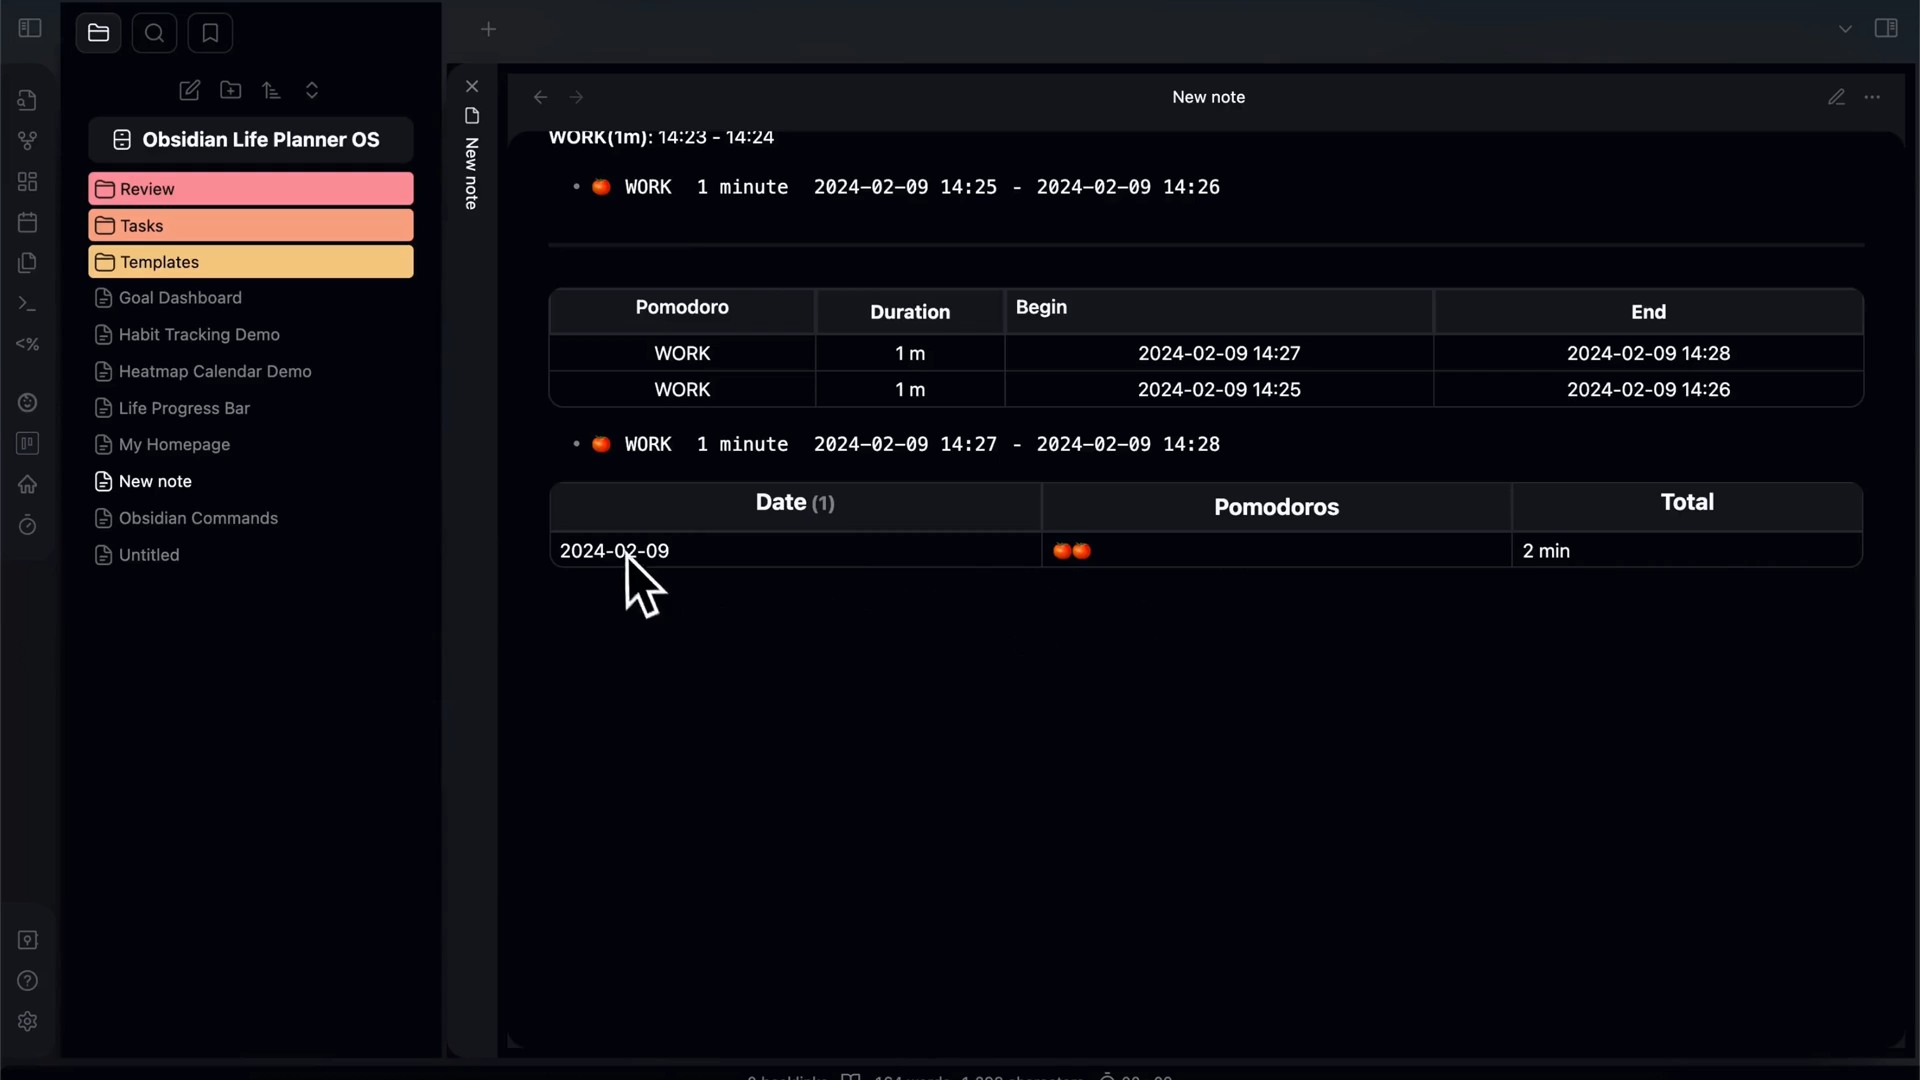 Obsidian Life Planner OS
Review
Tasks
Templates
Goal Dashboard
Habit Tracking Demo
Heatmap Calendar Demo
Life Progress Bar
My Homepage
New note
Obsidian Commands
Untitled
New note
New note
WORK(1m): 14:23 - 14:24
• 🍅 WORK 1 minute 2024-02-09 14:25 - 2024-02-09 14:26
Pomodoro Duration Begin End
WORK 1 m 2024-02-09 14:27 2024-02-09 14:28
WORK 1 m 2024-02-09 14:25 2024-02-09 14:26
• 🍅 WORK 1 minute 2024-02-09 14:27 - 2024-02-09 14:28
Date (1) Pomodoros Total
2024-02-09 🍅🍅 2 min